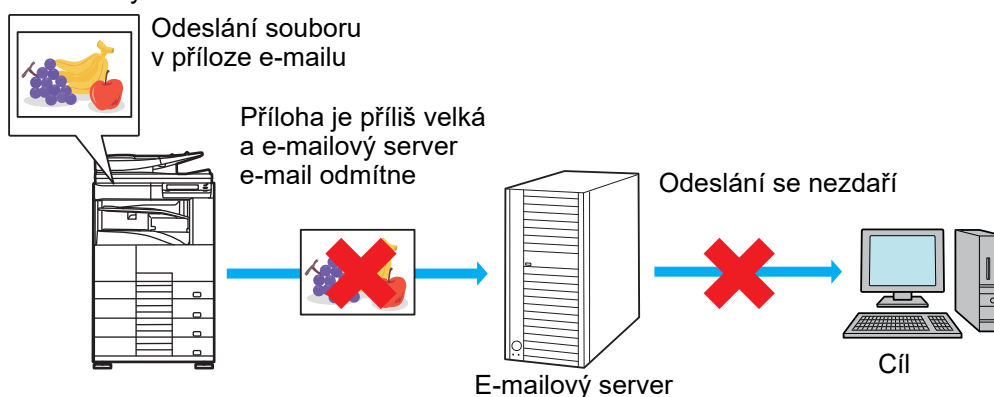 Odeslání souboru
v příloze e-mailu
Příloha je příliš velká
a e-mailový server
e-mail odmítne
Odeslání se nezdaří
E-mailový server
Cíl